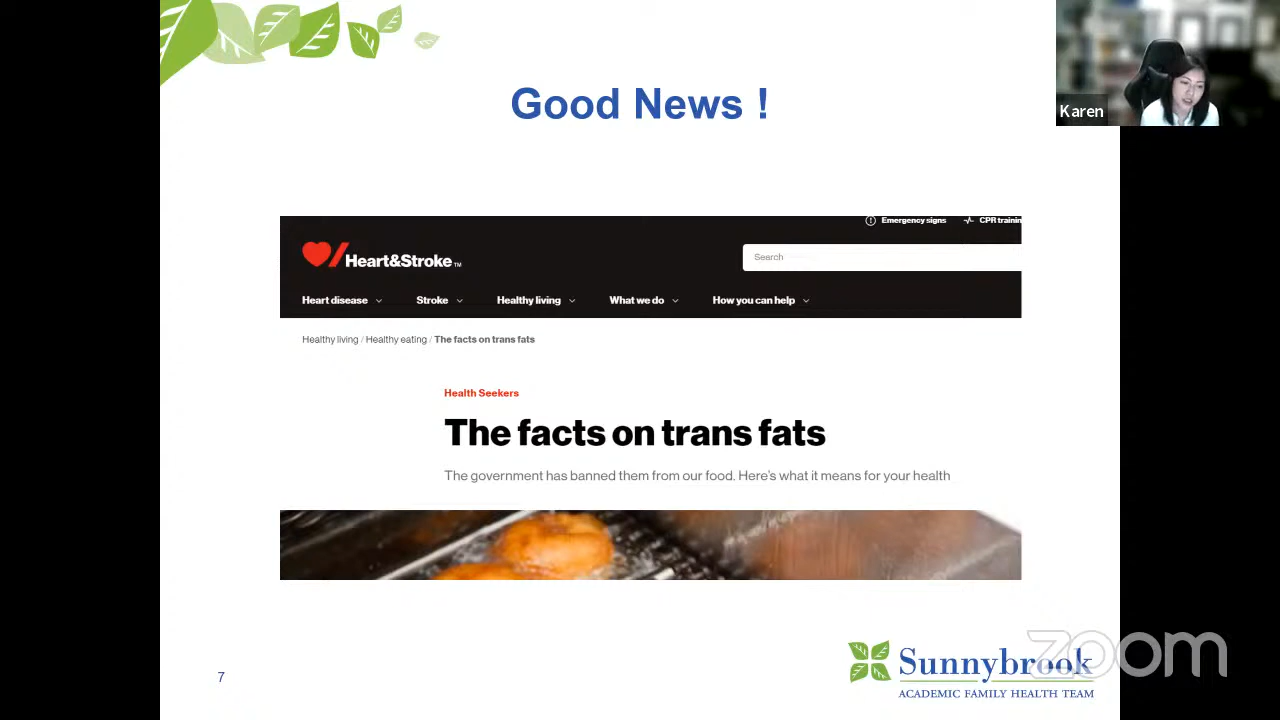 Good News !
Karen
Emergency signs
CPR trainin
Heart&Stroke™
Search
Heart disease
Stroke
Healthy living
What we do
How you can help
Healthy living / Healthy eating / The facts on trans fats
Health Seekers
The facts on trans fats
The government has banned them from our food. Here's what it means for your health
7
Sunnybrook
ACADEMIC FAMILY HEALTH TEAM
zoom